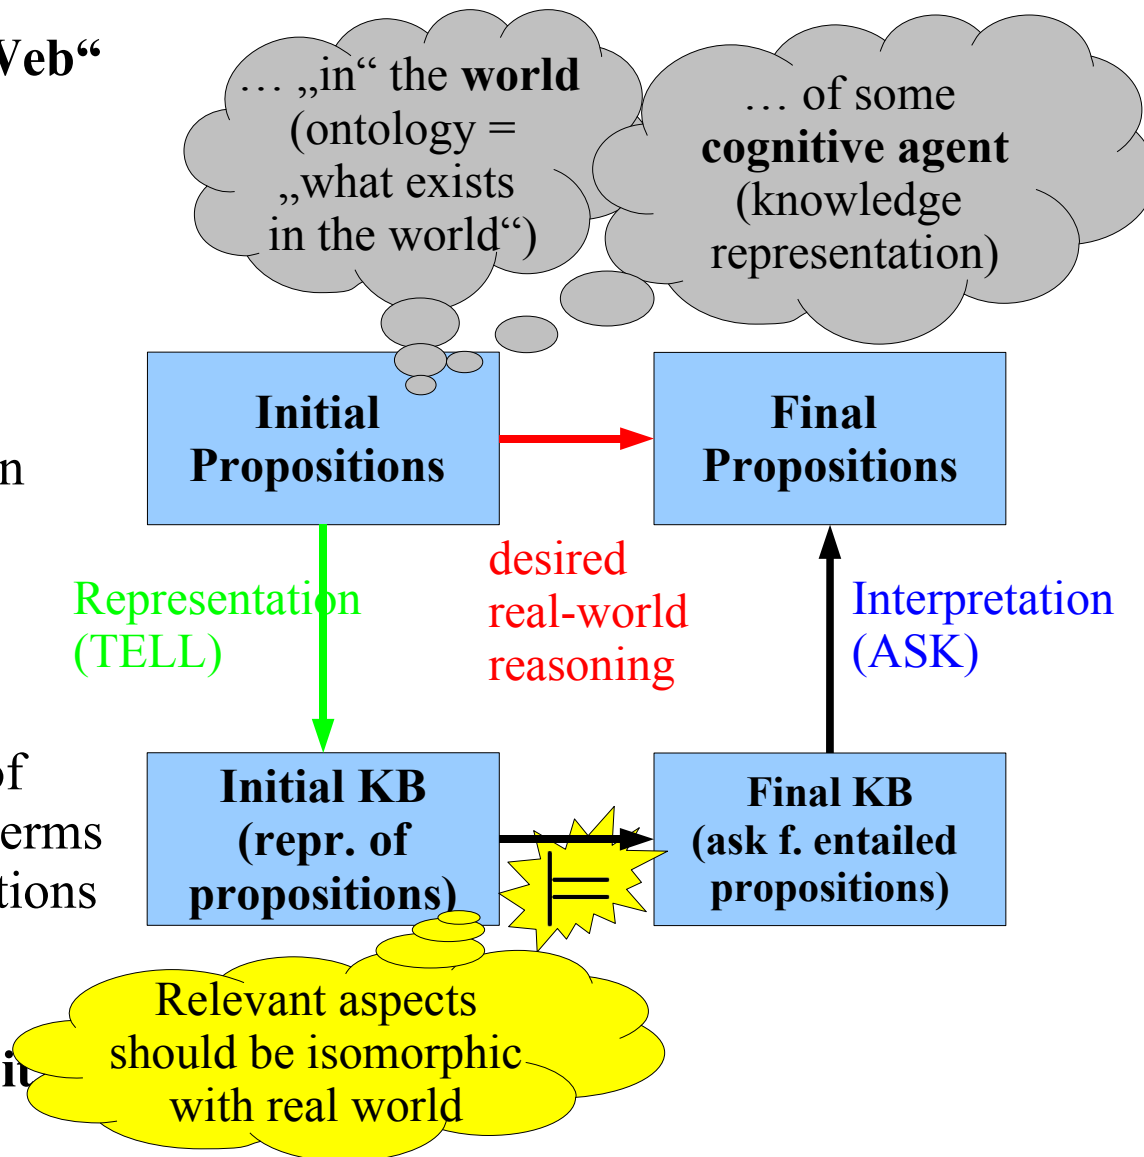 Web“
… „in“ the world
(ontology =
„what exists
in the world“)
… of some
cognitive agent
(knowledge
representation)
Initial
Propositions
Final
Propositions
n
desired
real-world
reasoning
Representation
(TELL)
Interpretation
(ASK)
of
erms
tions
Initial KB
(repr. of
propositions)
⊨
Final KB
(ask f. entailed
propositions)
Relevant aspects
should be isomorphic
with real world
it